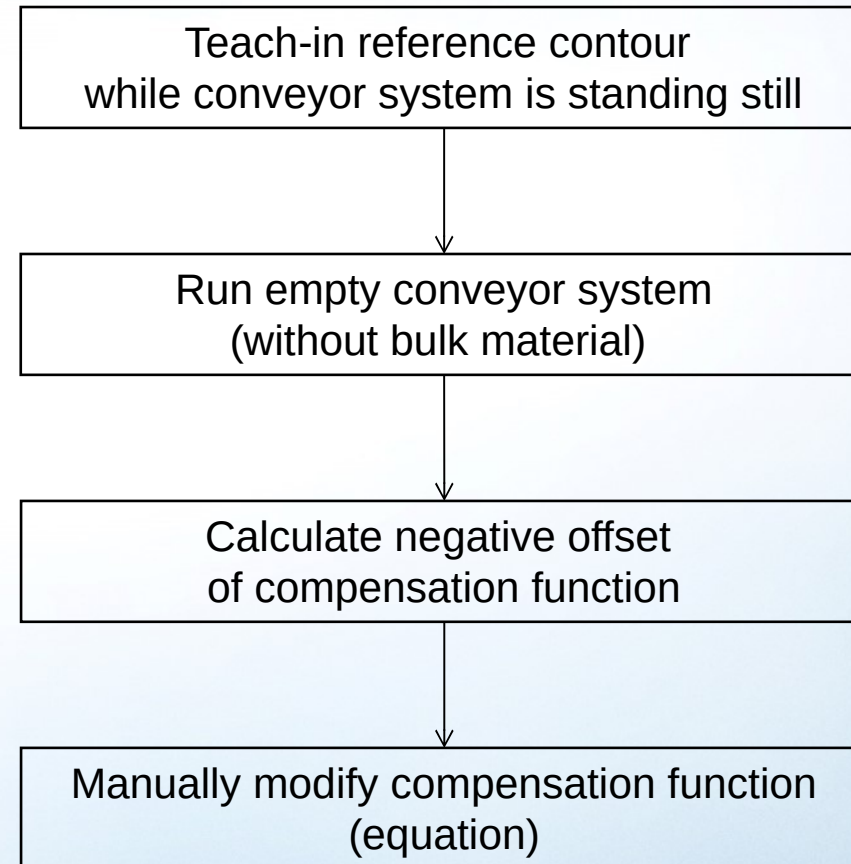 Teach-in reference contour
while conveyor system is standing still
Run empty conveyor system
(without bulk material)
Calculate negative offset
of compensation function
Manually modify compensation function
(equation)